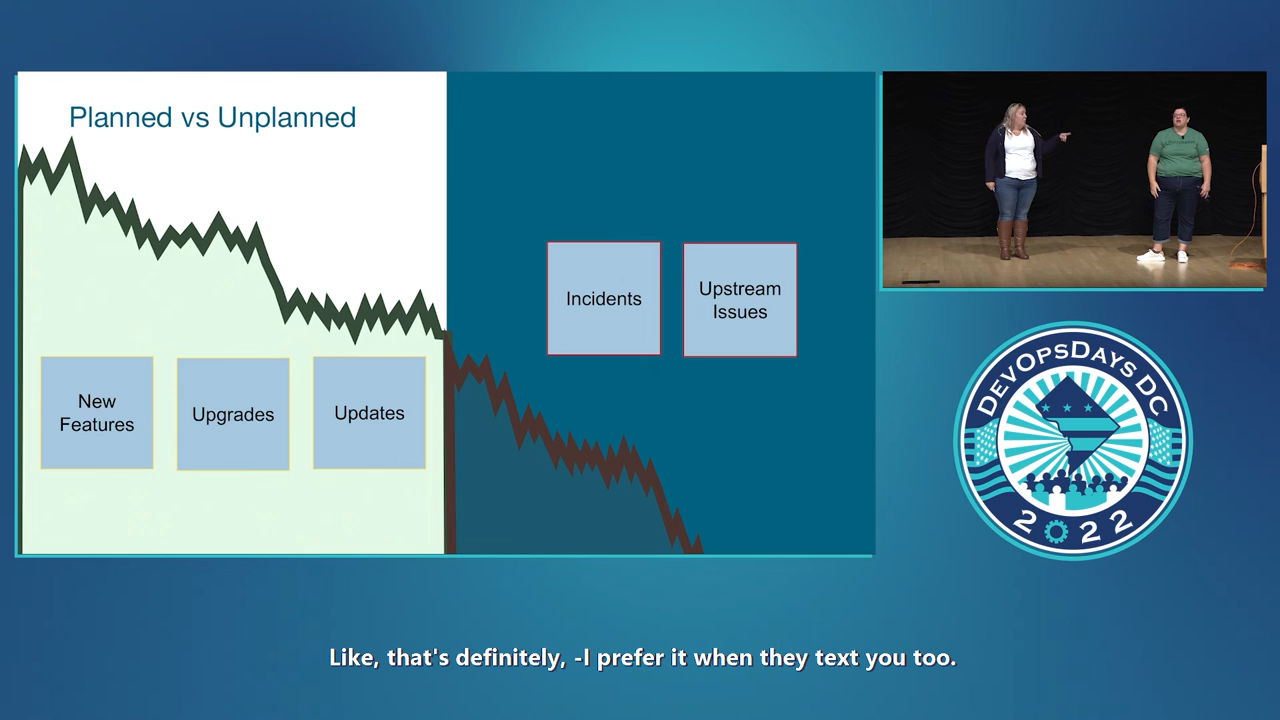 Planned vs Unplanned
New
Features
Upgrades
Updates
Incidents
Upstream
Issues
DEVOPSDAYS DC
2022
Like, that's definitely, -I prefer it when they text you too.